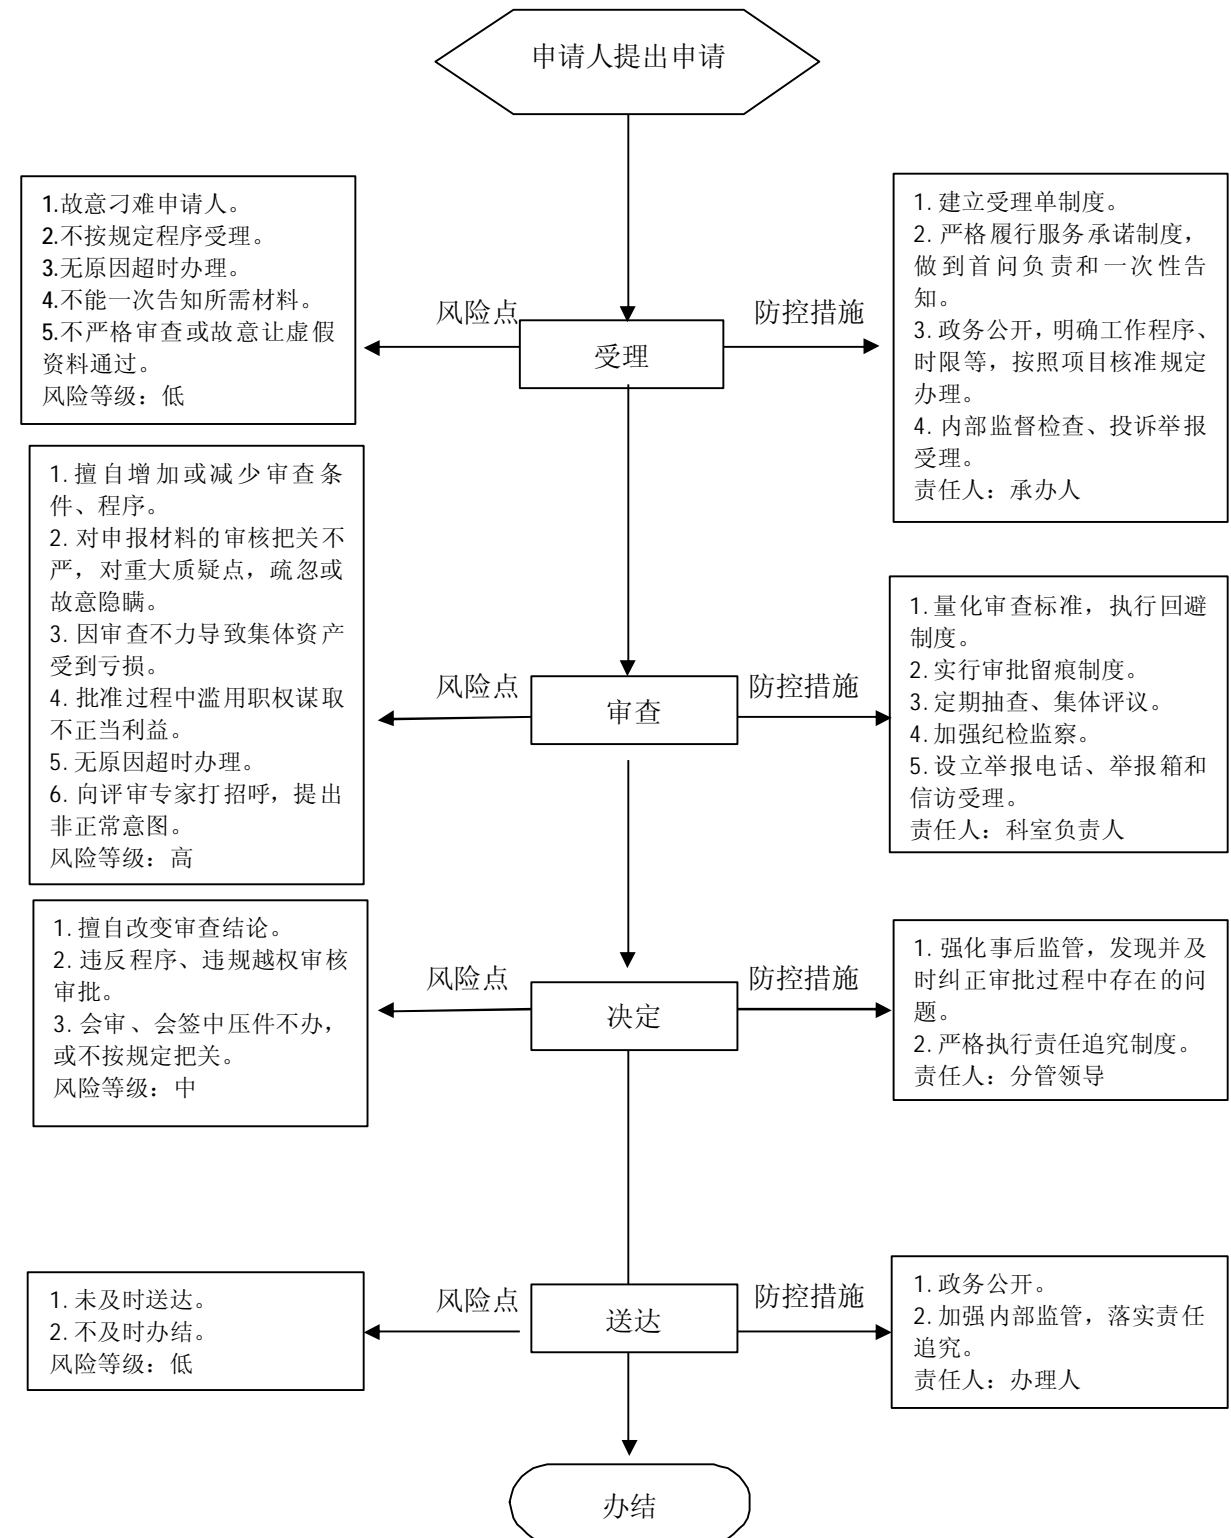 申请人提出申请
1.故意刁难申请人。
2.不按规定程序受理。
3.无原因超时办理。
4.不能一次告知所需材料。
5.不严格审查或故意让虚假
资料通过。
风险等级：低
风险点
受理
防控措施
1.建立受理单制度。
2.严格履行服务承诺制度，
做到首问负责和一次性告
知。
3.政务公开，明确工作程序、
时限等，按照项目核准规定
办理。
4.内部监督检查、投诉举报
受理。
责任人：承办人
1.擅自增加或减少审查条
件、程序。
2.对申报材料的审核把关不
严，对重大质疑点，疏忽或
故意隐瞒。
3.因审查不力导致集体资产
受到亏损。
4.批准过程中滥用职权谋取
不正当利益。
5.无原因超时办理。
6.向评审专家打招呼，提出
非正常意图。
风险等级：高
风险点
审查
防控措施
1.量化审查标准，执行回避
制度。
2.实行审批留痕制度。
3.定期抽查、集体评议。
4.加强纪检监察。
5.设立举报电话、举报箱和
信访受理。
责任人：科室负责人
1.擅自改变审查结论。
2.违反程序、违规越权审核
审批。
3.会审、会签中压件不办，
或不按规定把关。
风险等级：中
风险点
决定
防控措施
1.强化事后监管，发现并及
时纠正审批过程中存在的问
题。
2.严格执行责任追究制度。
责任人：分管领导
1.未及时送达。
2.不及时办结。
风险等级：低
风险点
送达
防控措施
1.政务公开。
2.加强内部监管，落实责任
追究。
责任人：办理人
办结